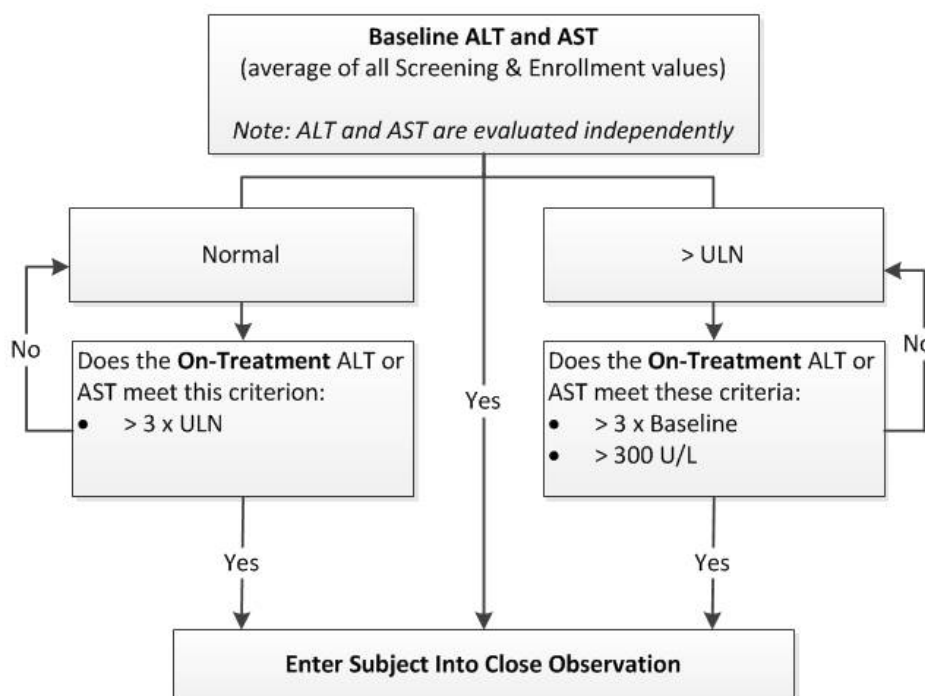 Baseline ALT and AST
(average of all Screening & Enrollment values)
Note: ALT and AST are evaluated independently
Normal
> ULN
No
Does the On-Treatment ALT or
AST meet this criterion:
• > 3 x ULN
Yes
Does the On-Treatment ALT or
AST meet these criteria:
• > 3 x Baseline
• > 300 U/L
No
Yes
Yes
Enter Subject Into Close Observation